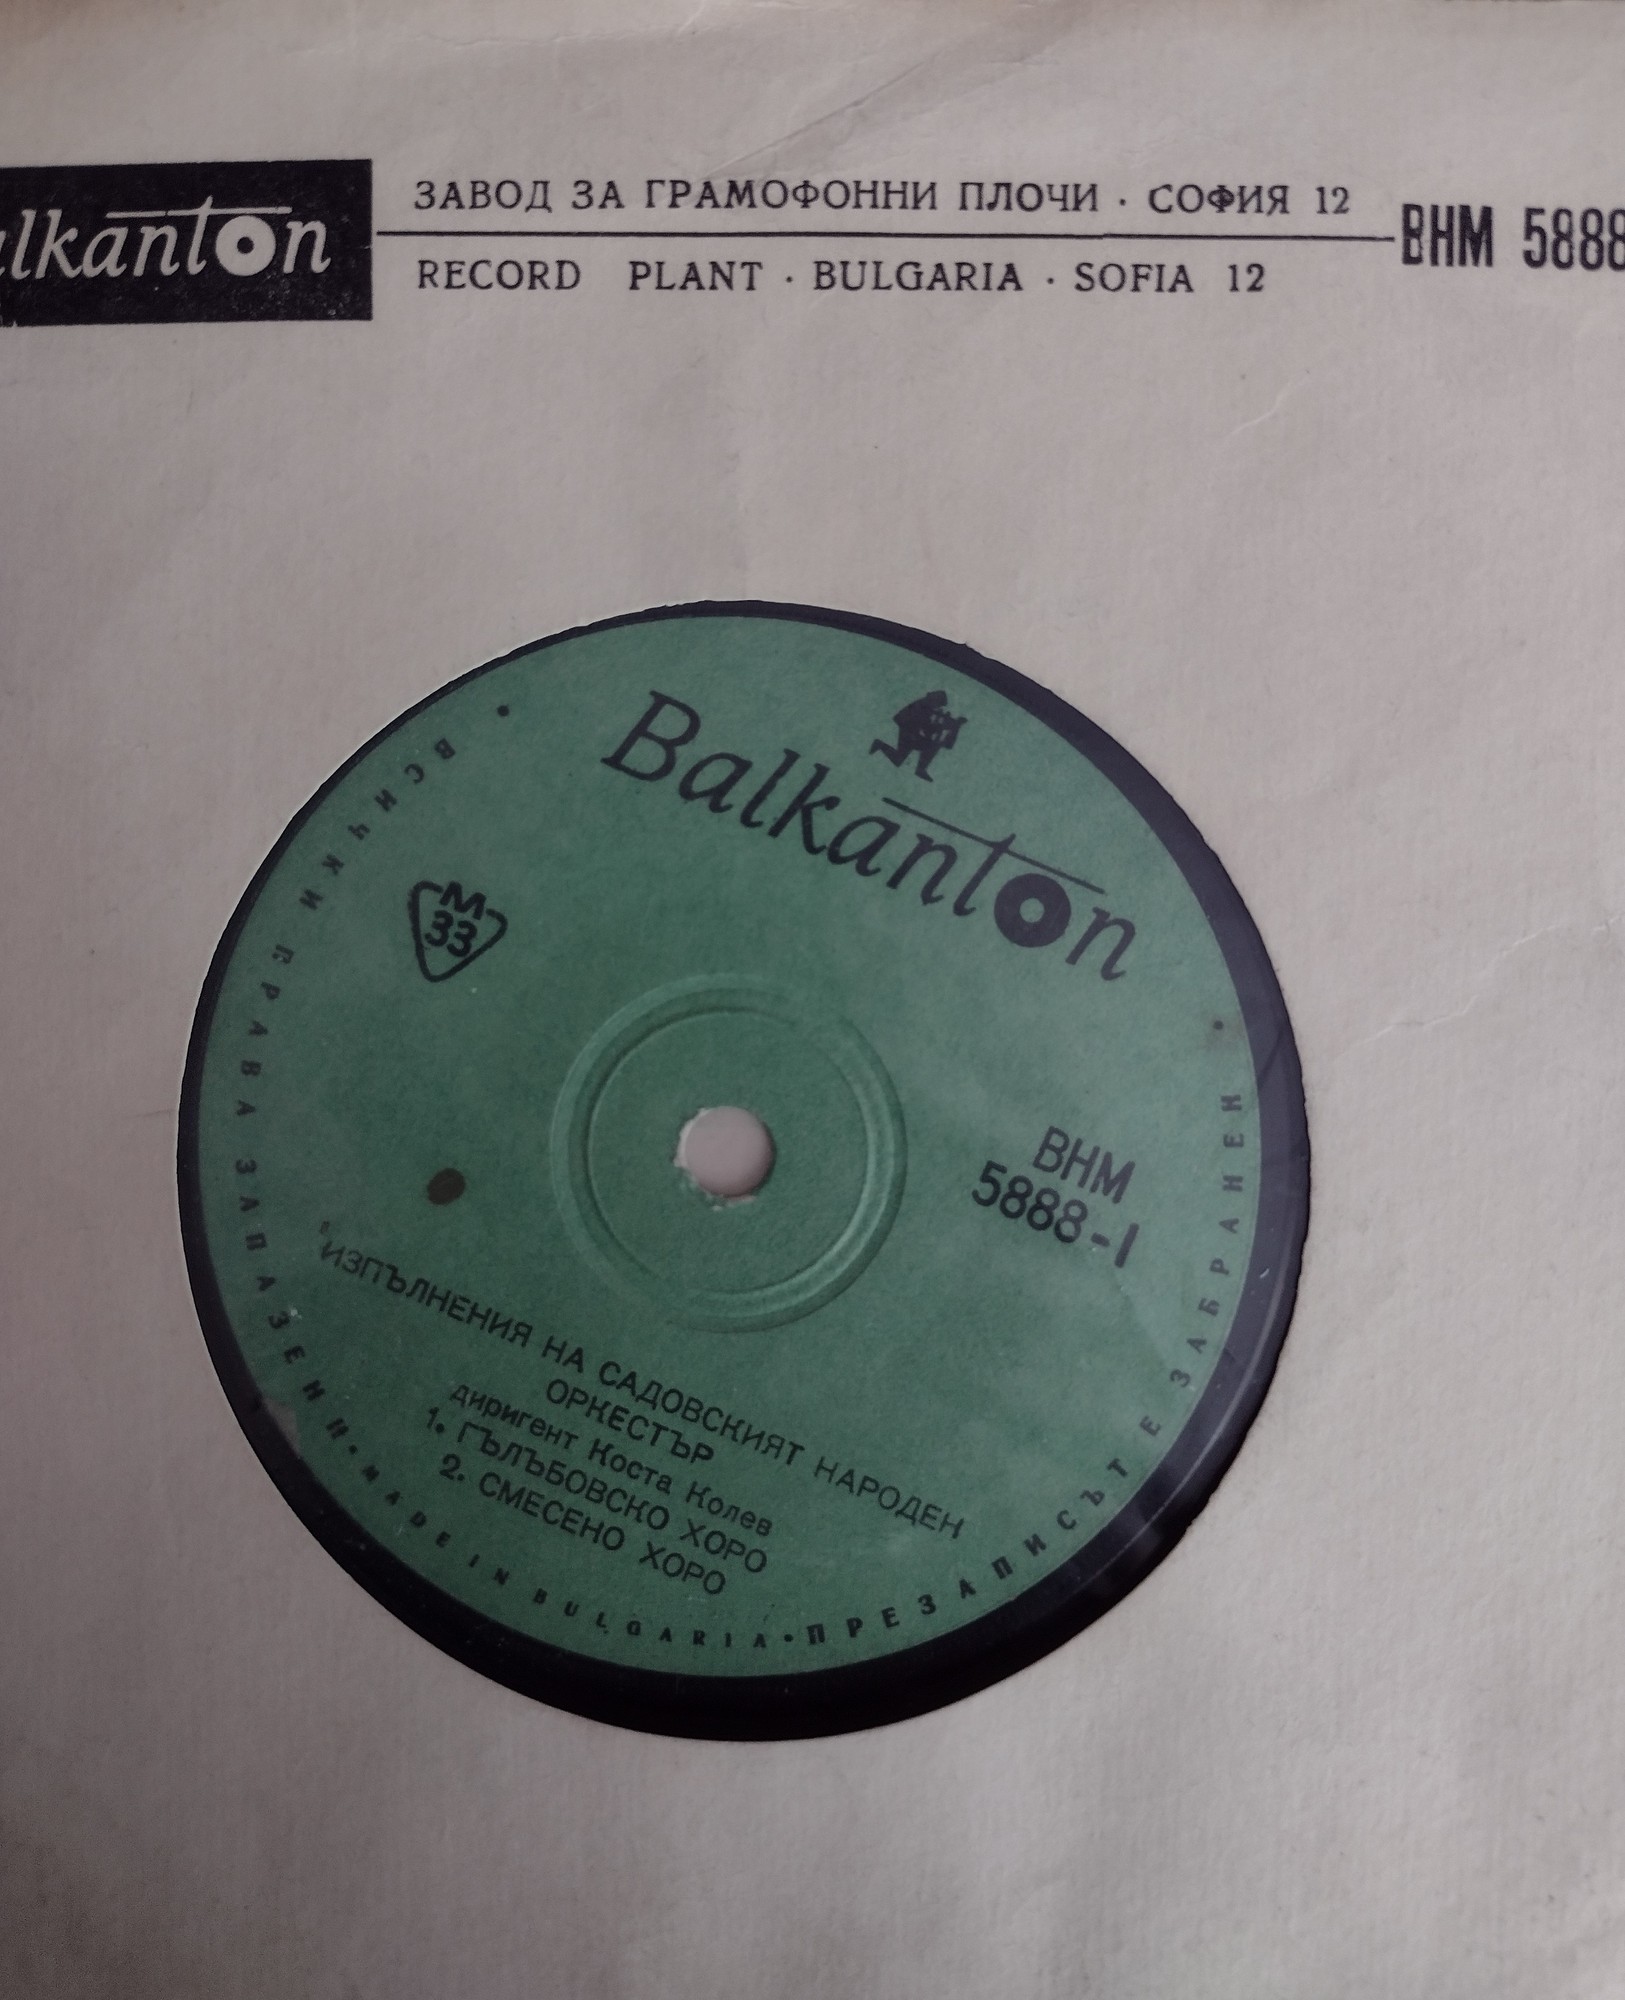 alkanton
ЗАВОД ЗА ГРАМОФОННИ ПЛОЧИ · СОФИЯ 12
RECORD PLANT · BULGARIA · SOFIA 12
ВНМ 5888
Balkanton
M
33
ВНМ
5888-I
"ИЗПЪЛНЕНИЯ НА САДОВСКИЯТ НАРОДЕН
ОРКЕСТЪР
диригент Коста Колев
1. ГЪЛЪБОВСКО ХОРО
2. СМЕСЕНО ХОРО
• ВСИЧКИ ПРАВА ЗАПАЗЕНИ • MADE IN BULGARIA • ПРЕЗАПИСЪТ Е ЗАБРАНЕН •